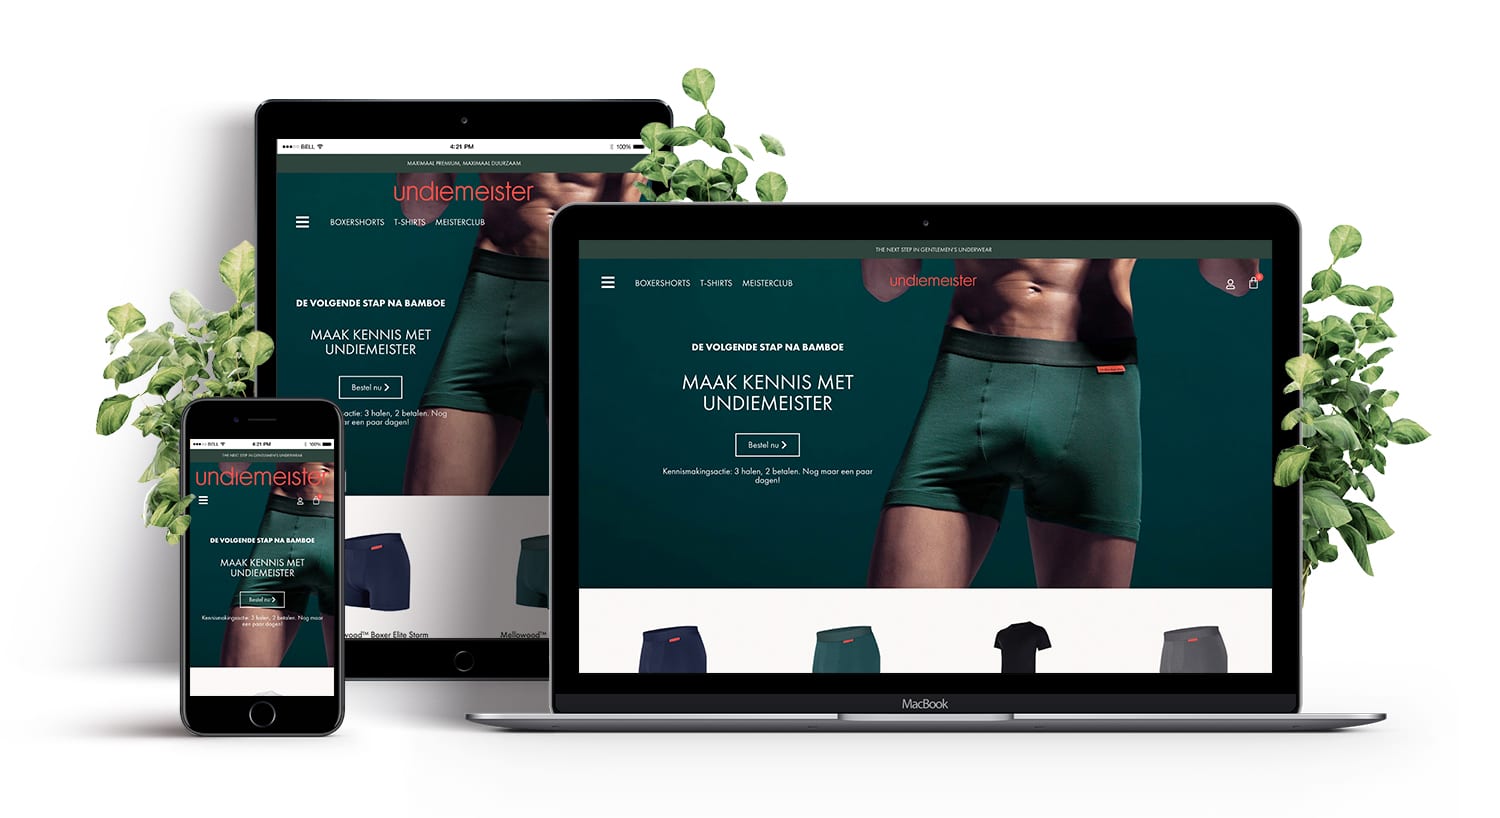 BELL
4:21 PM
100%
MAXIMAAL PREMIUM, MAXIMAAL DUURZAAM
undiemeister
BOXERSHORTS T-SHIRTS MEISTERCLUB
DE VOLGENDE STAP NA BAMBOE
MAAK KENNIS MET
UNDIEMEISTER
Bestel nu
actie: 3 halen, 2 betalen. Nog
een paar dagen!
wood™ Boxer Elite Storm
Mellowood™
BELL
4:21 PM
100%
THE NEXT STEP IN GENTLEMEN'S UNDERWEAR
undiemeister
DE VOLGENDE STAP NA BAMBOE
MAAK KENNIS MET
UNDIEMEISTER
Bestel nu
Kennismakingsactie: 3 halen, 2 betalen. Nog maar
een paar dagen!
THE NEXT STEP IN GENTLEMEN'S UNDERWEAR
BOXERSHORTS T-SHIRTS MEISTERCLUB
undiemeister
DE VOLGENDE STAP NA BAMBOE
MAAK KENNIS MET
UNDIEMEISTER
Bestel nu
Kennismakingsactie: 3 halen, 2 betalen. Nog maar een paar
dagen!
MacBook